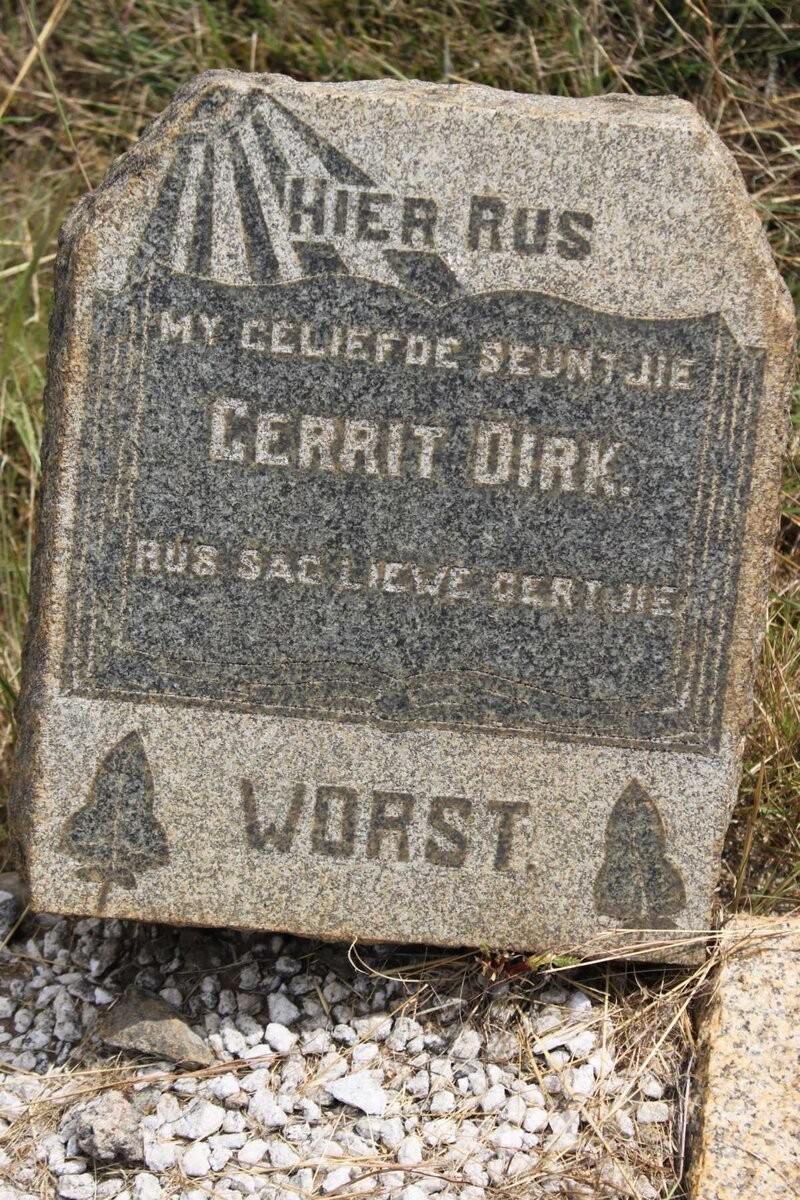 HIER RUS
MY GELIEFDE SEUNTJIE
GERRIT DIRK.
RUS SAG LIEWE GERTJIE
WORST.